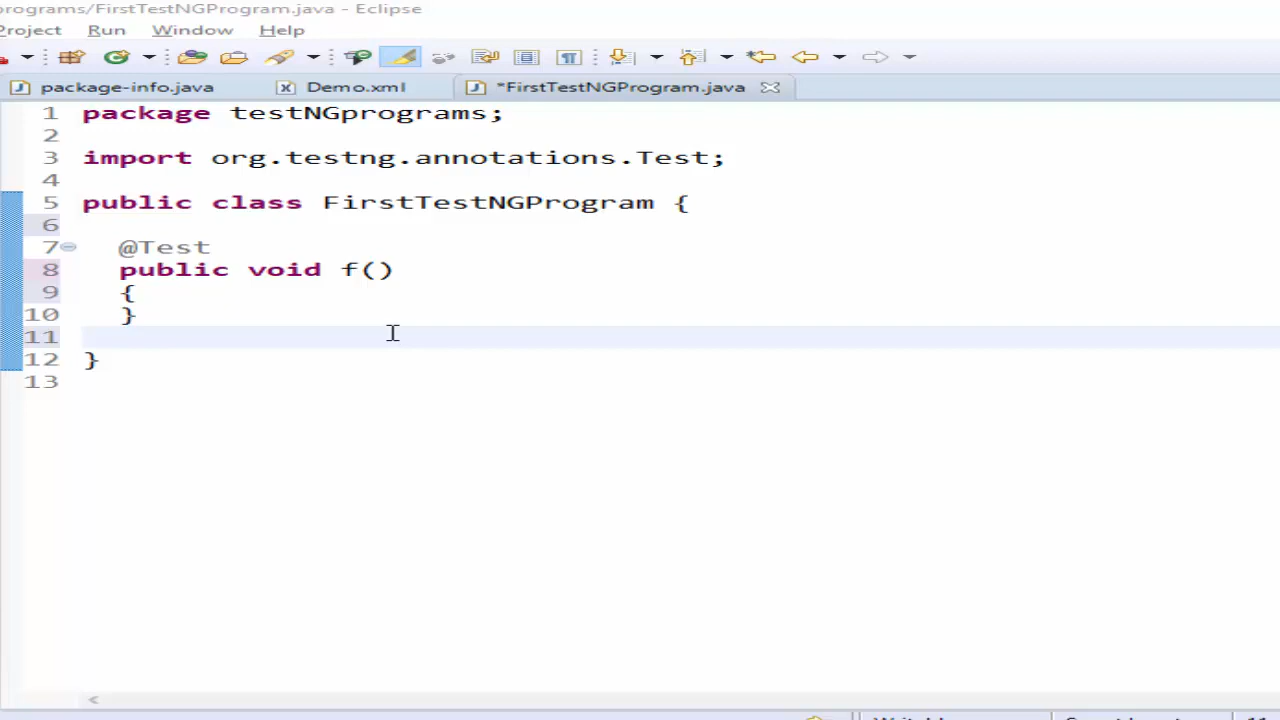 programs/FirstTestNGProgram.java - Eclipse
Project Run Window Help
package-info.java Demo.xml *FirstTestNGProgram.java
1 package testNGprograms;
2
3 import org.testng.annotations.Test;
4
5 public class FirstTestNGProgram {
6
7 @Test
8 public void f()
9 {
10 }
11
12 }
13